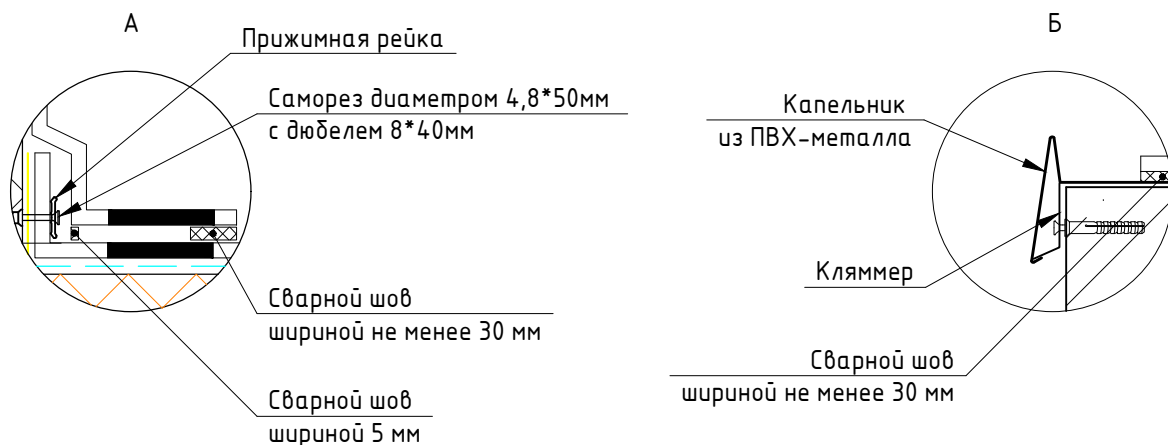 А
Прижимная рейка
Саморез диаметром 4,8*50мм
с дюбелем 8*40мм
Сварной шов
шириной не менее 30 мм
Сварной шов
шириной 5 мм
Б
Капельник
из ПВХ-металла
Кляммер
Сварной шов
шириной не менее 30 мм